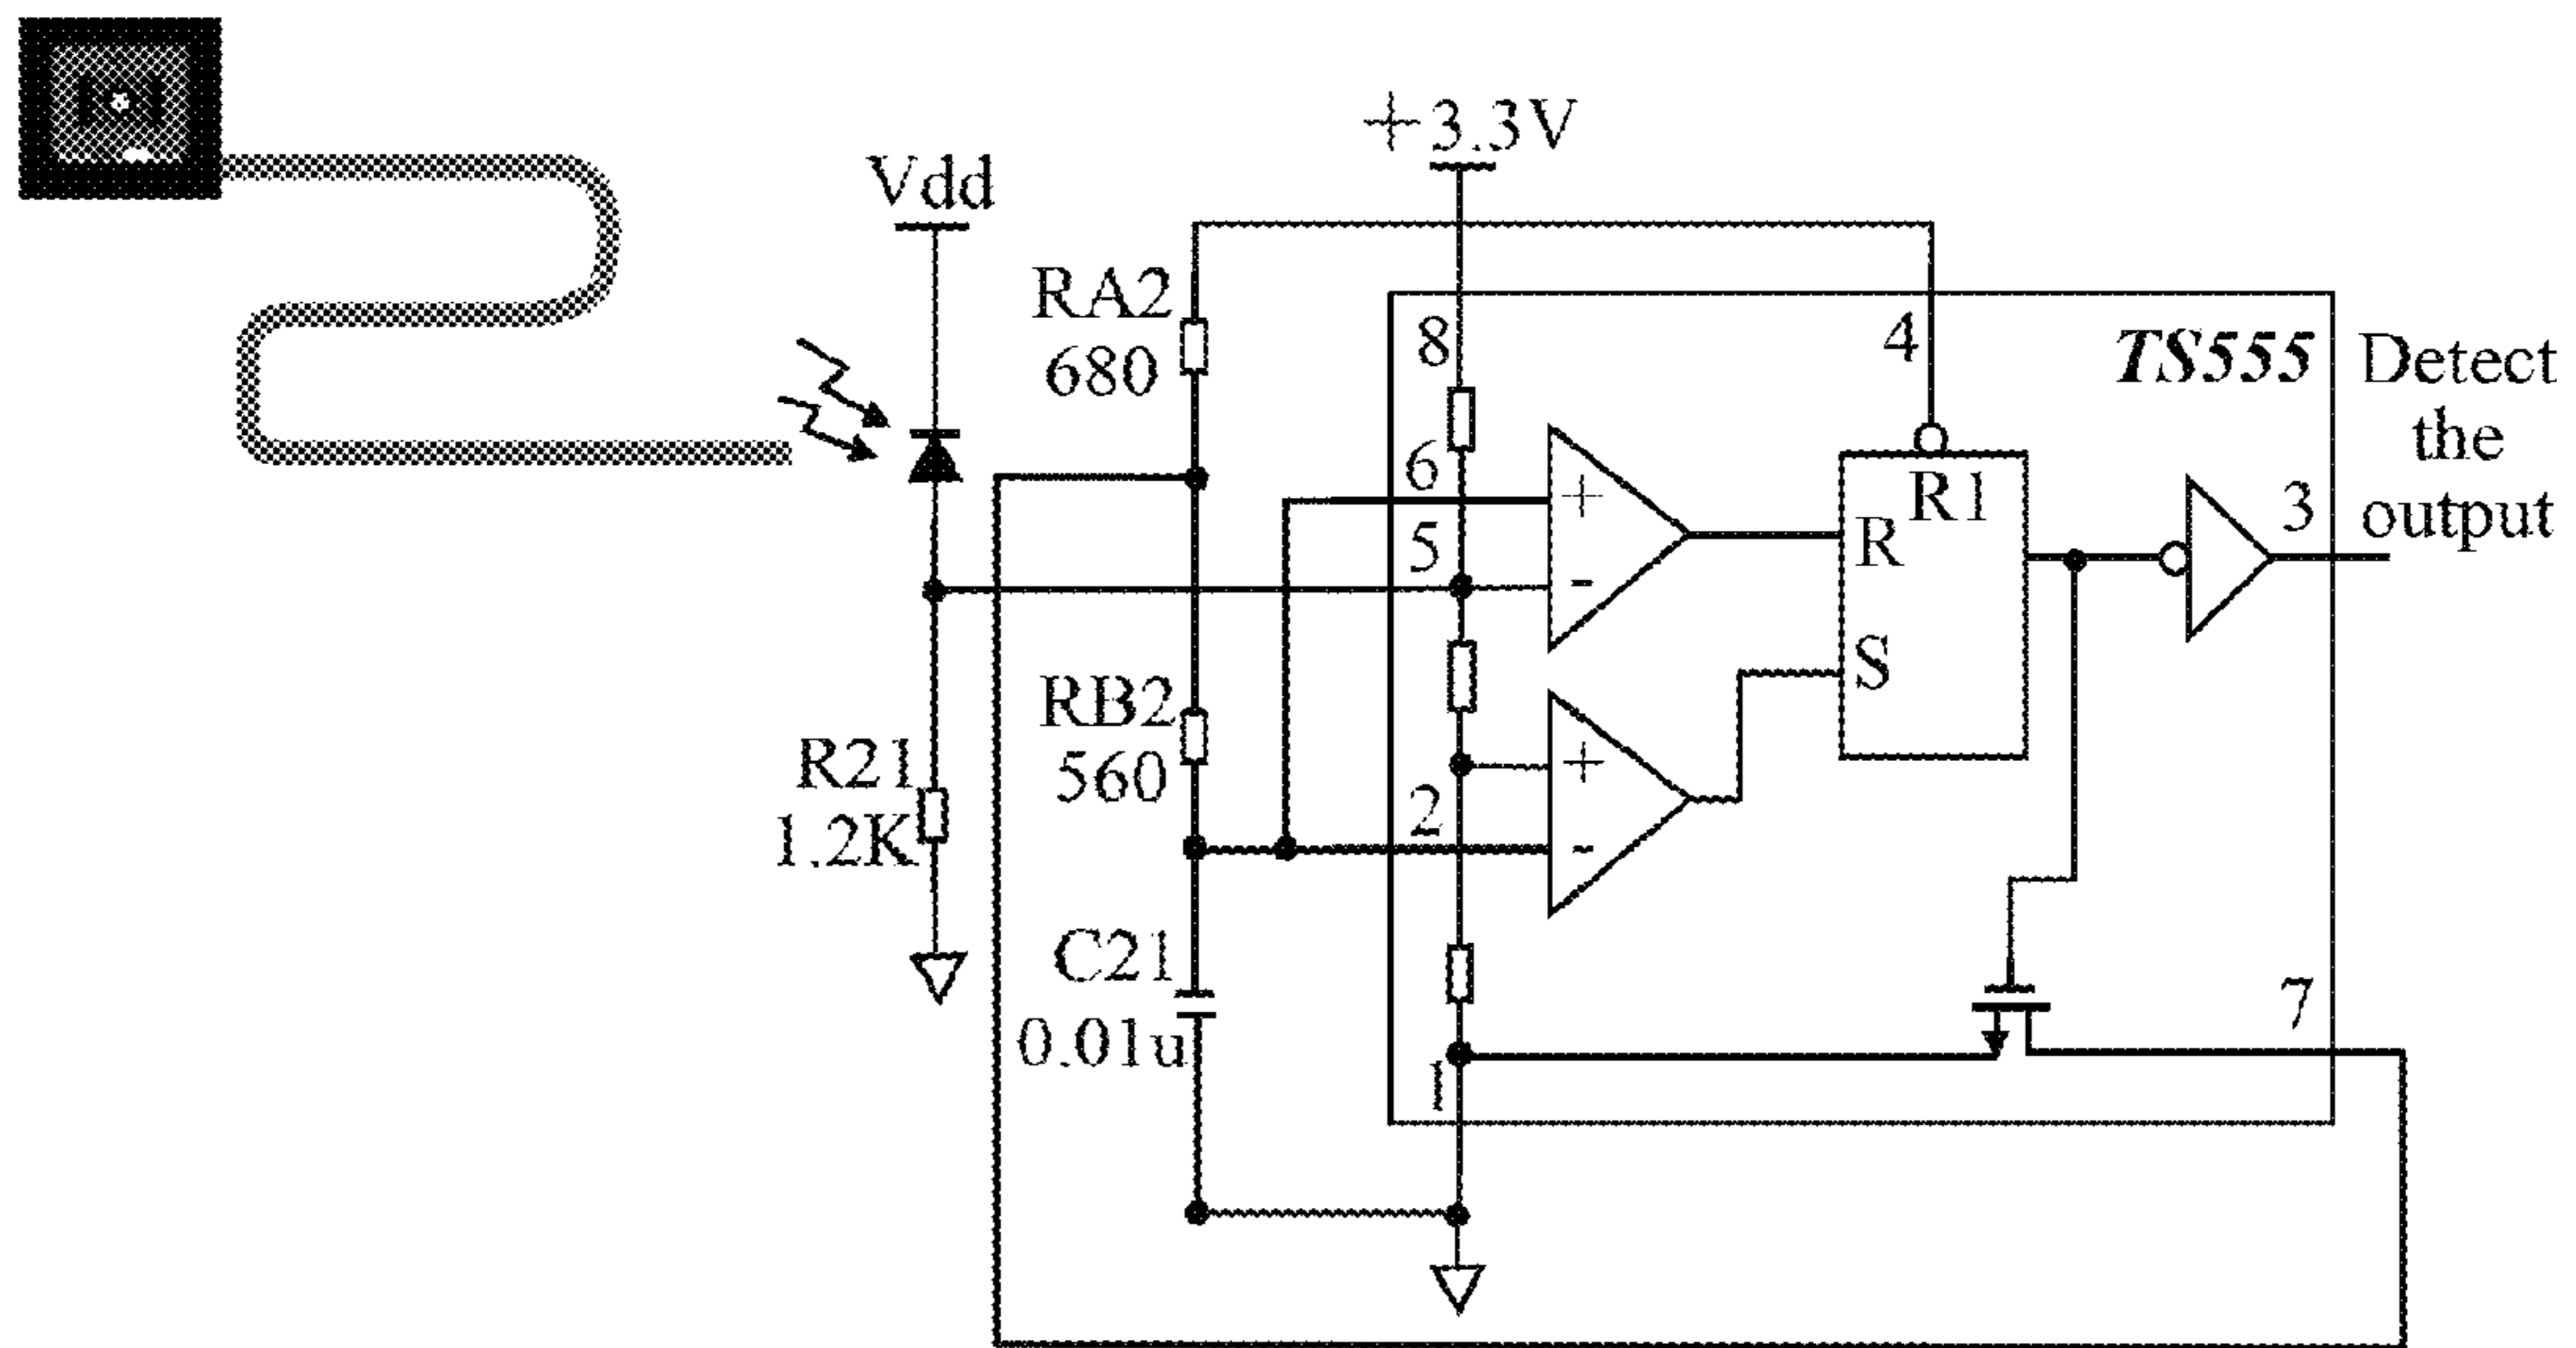 +3.3V
Vdd
RA2
680
8
4
TS555
Detect
the
output
6
R1
3
5
R
+
-
S
RB2
560
R21
1.2K
2
+
-
C21
0.01u
7
1